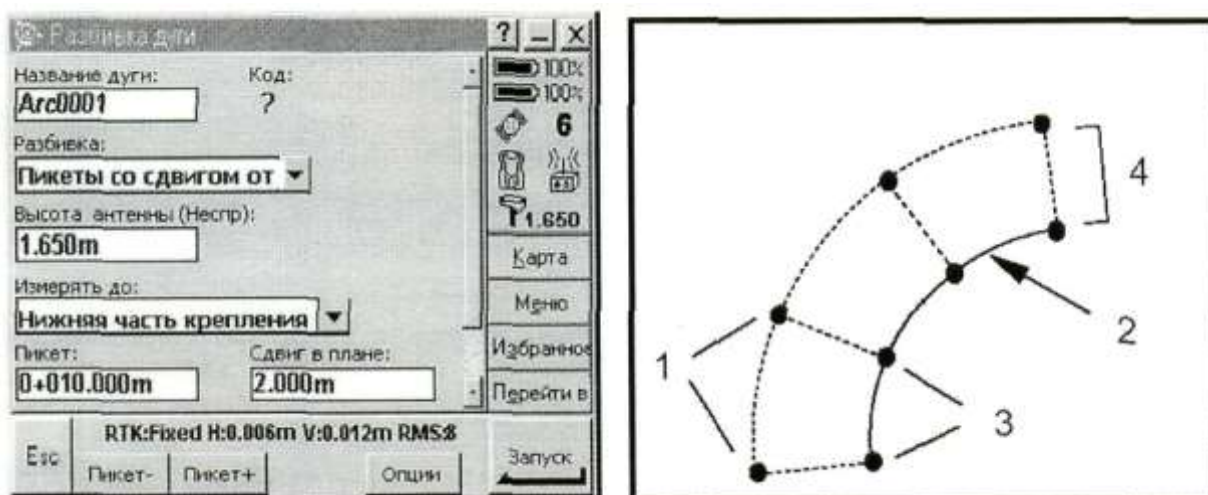 Разбивка дуги
? _ X
Название дуги:
Код:
Arc0001
?
Разбивка:
Пикеты со сдвигом от
Высота антенны (Неспр):
1.650m
Измерять до:
Нижняя часть крепления
Пикет:
Сдвиг в плане:
0+010.000m
2.000m
100%
100%
6
1.650
Карта
Меню
Избранное
Перейти в
RTK:Fixed H:0.006m V:0.012m RMS:8
Esc
Пикет-
Пикет+
Опции
Запуск
1
2
3
4